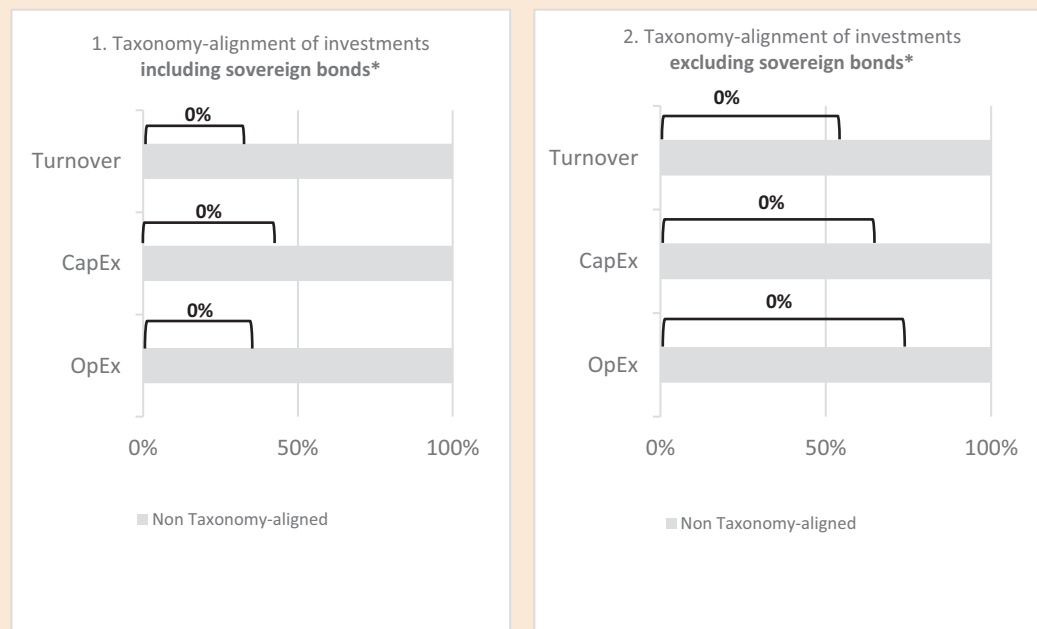 1. Taxonomy-alignment of investments
including sovereign bonds*
0%
Turnover
0%
CapEx
0%
OpEx
0%
50%
100%
Non Taxonomy-aligned
2. Taxonomy-alignment of investments
excluding sovereign bonds*
0%
Turnover
0%
CapEx
0%
OpEx
0%
50%
100%
Non Taxonomy-aligned